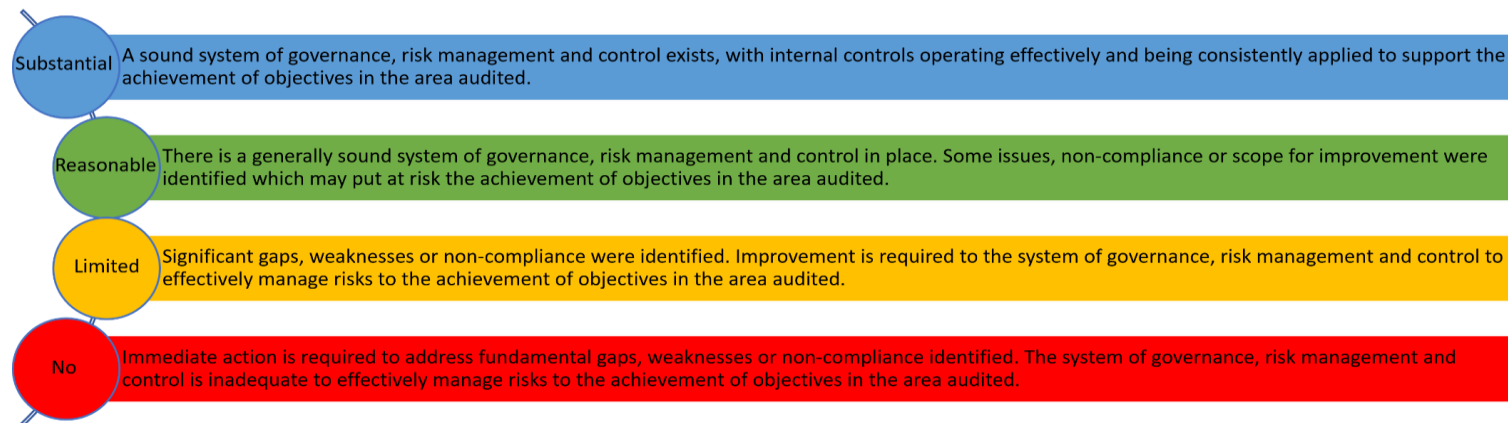 Substantial
A sound system of governance, risk management and control exists, with internal controls operating effectively and being consistently applied to support the
achievement of objectives in the area audited.
Reasonable
There is a generally sound system of governance, risk management and control in place. Some issues, non-compliance or scope for improvement were
identified which may put at risk the achievement of objectives in the area audited.
Limited
Significant gaps, weaknesses or non-compliance were identified. Improvement is required to the system of governance, risk management and control to
effectively manage risks to the achievement of objectives in the area audited.
No
Immediate action is required to address fundamental gaps, weaknesses or non-compliance identified. The system of governance, risk management and
control is inadequate to effectively manage risks to the achievement of objectives in the area audited.